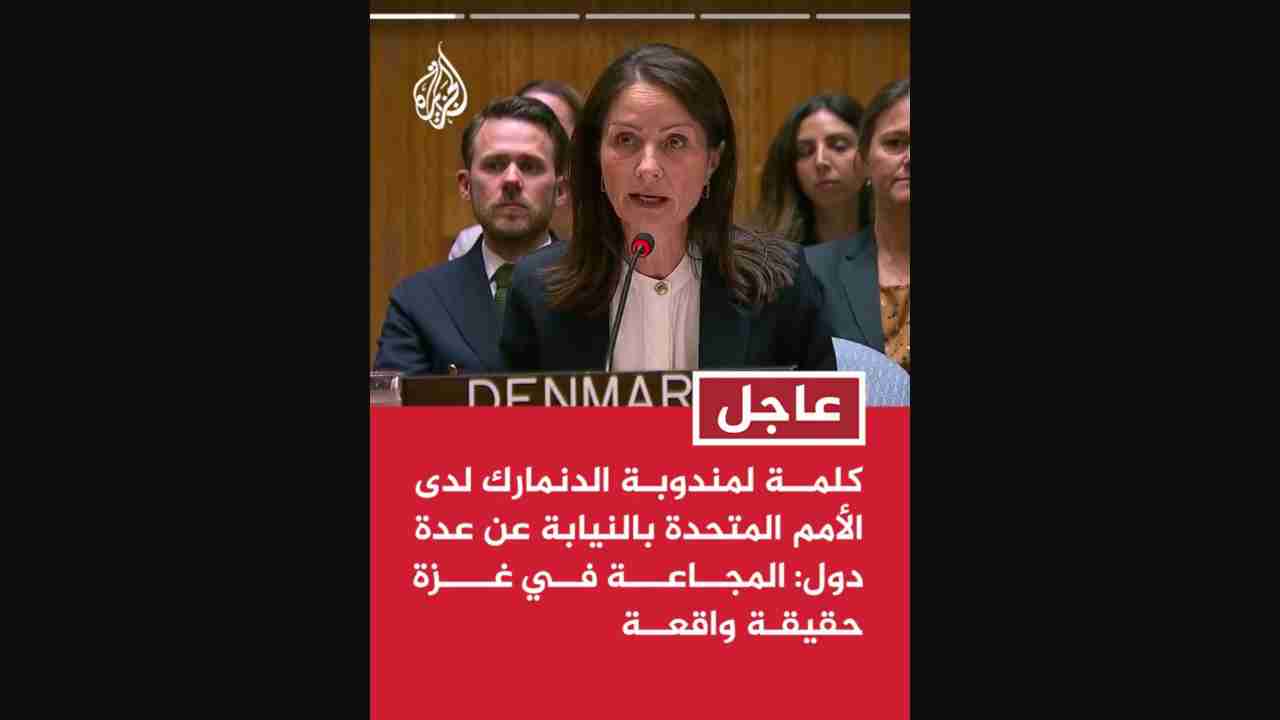 الجزيرة
DENMAR
عاجل
كلمة لمندوبة الدنمارك لدى
الأمم المتحدة بالنيابة عن عدة
دول: المجاعة في غزة
حقيقة واقعة